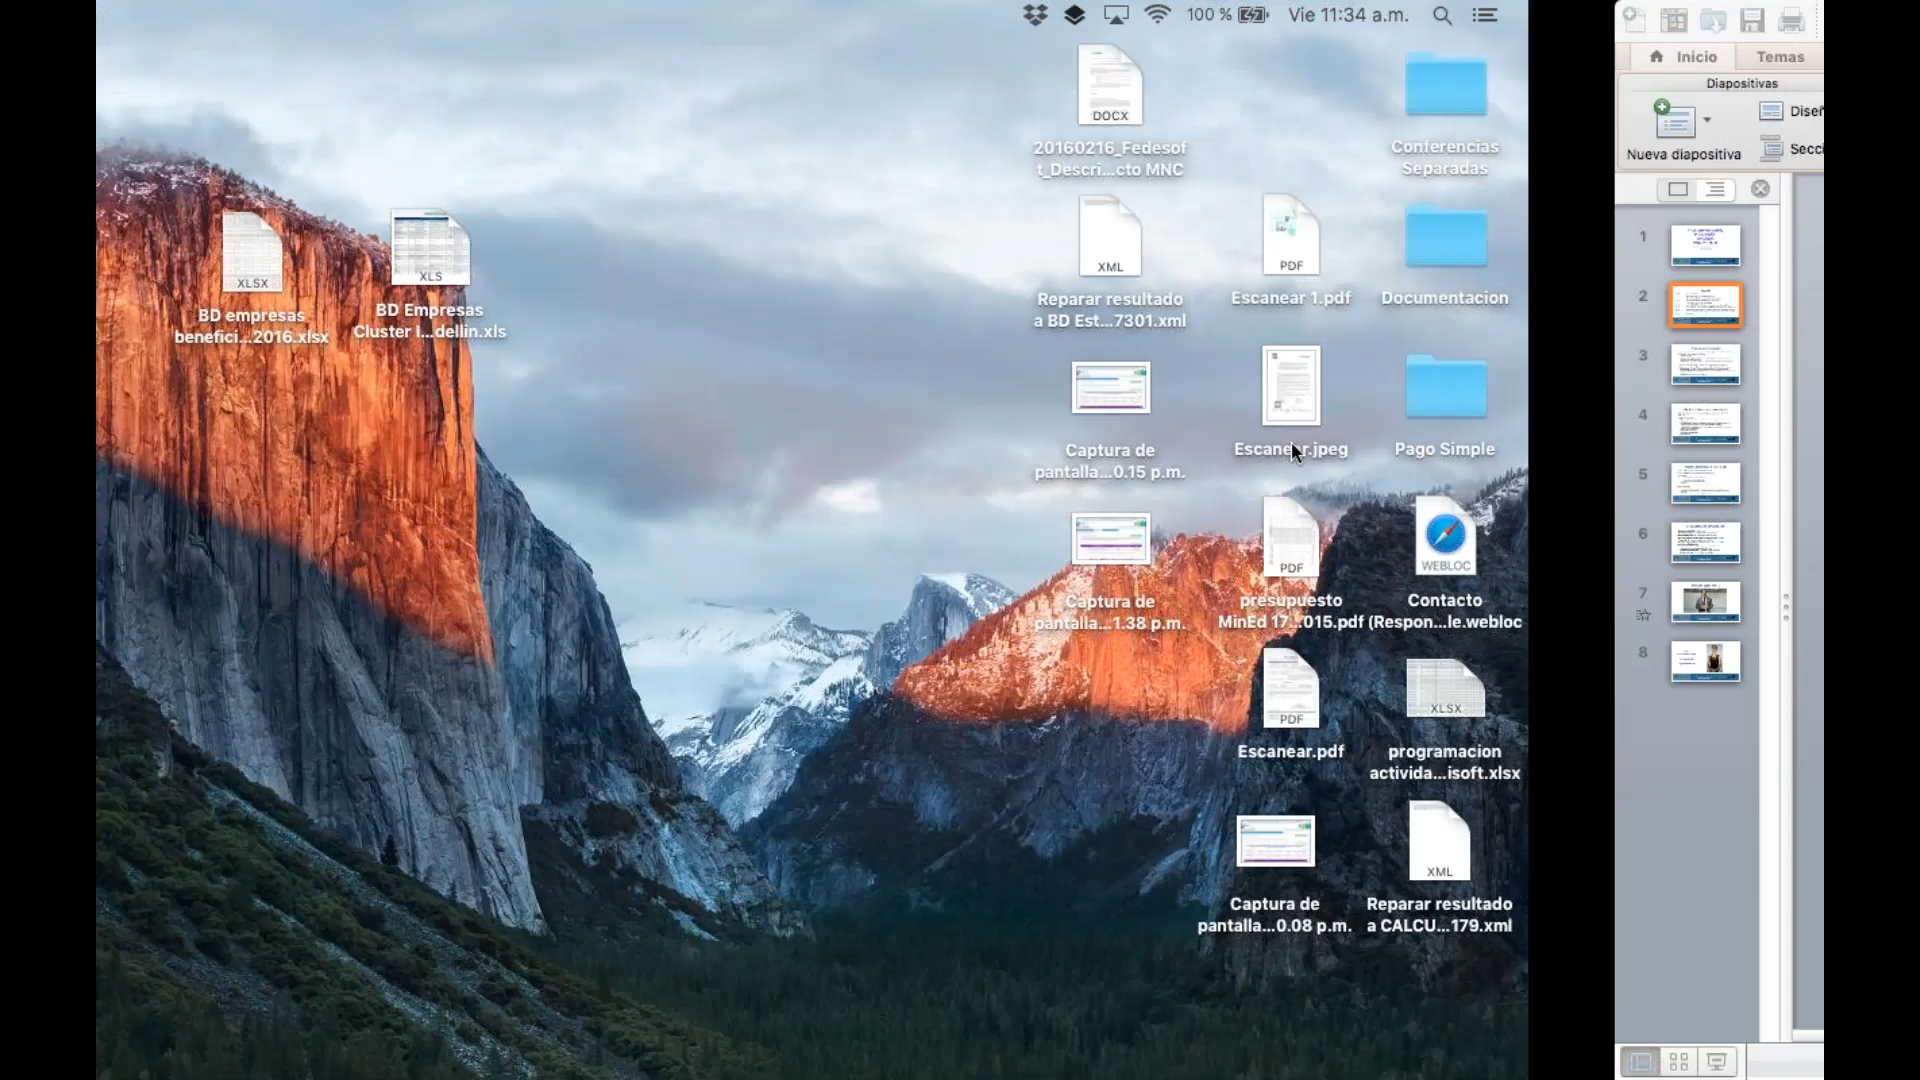 100 %
Vie 11:34 a.m.
DOCX
20160216_Fedesof
t_Descri...cto MNC
Conferencias
Separadas
XLSX
BD empresas
benefici...2016.xlsx
XLS
BD Empresas
Cluster I...dellin.xls
XML
Reparar resultado
a BD Est...7301.xml
PDF
Escanear 1.pdf
Documentacion
Captura de
pantalla...0.15 p.m.
Escanear.jpeg
Pago Simple
Captura de
pantalla...1.38 p.m.
PDF
presupuesto
MinEd 17...015.pdf
WEBLOC
Contacto
(Respon...le.webloc
PDF
Escanear.pdf
XLSX
programacion
activida...isoft.xlsx
Captura de
pantalla...0.08 p.m.
XML
Reparar resultado
a CALCU...179.xml
Inicio
Temas
Diapositivas
Nueva diapositiva
Diseñ
Secci
1
2
3
4
5
6
7
8